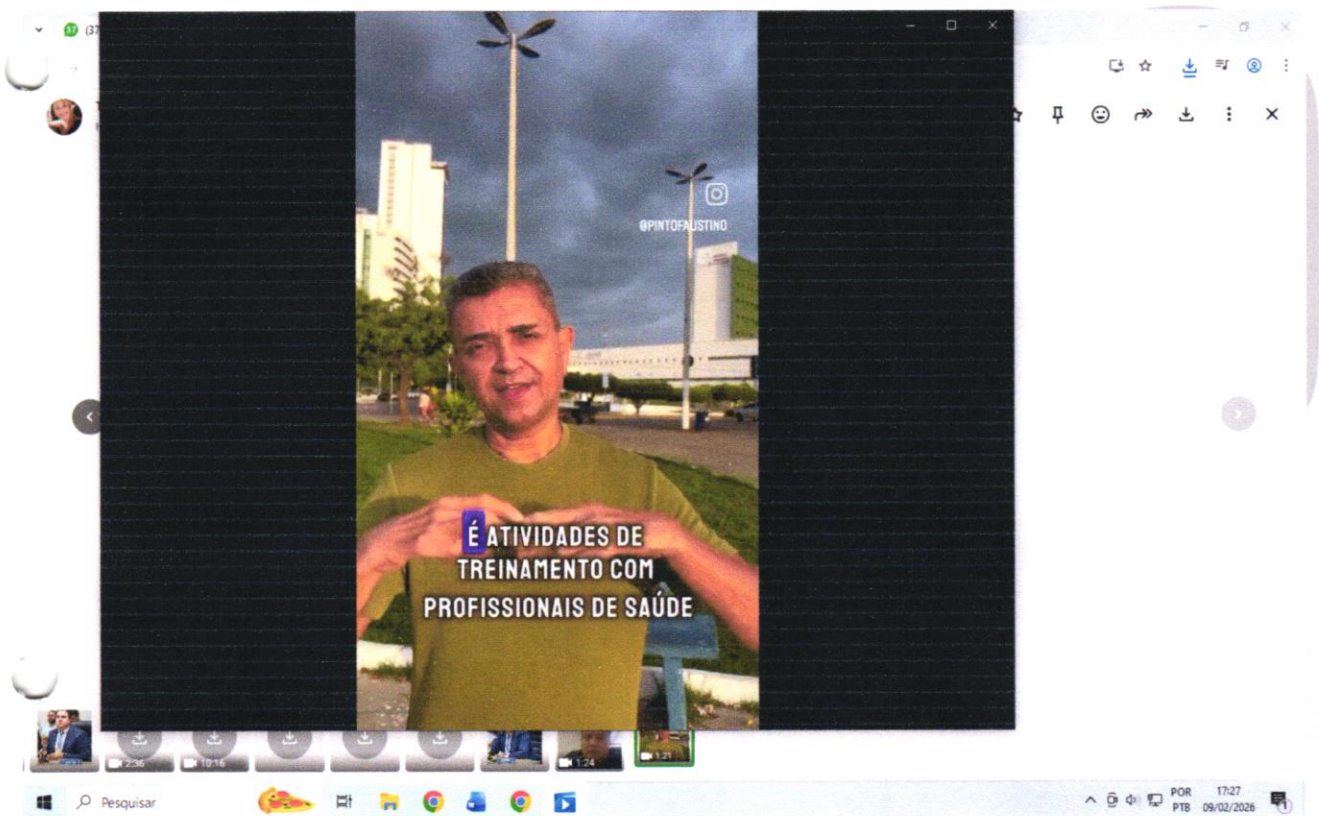 (37
@PINTOFAUSTINO
É ATIVIDADES DE
TREINAMENTO COM
PROFISSIONAIS DE SAÚDE
2:36
10:16
1:24
1:21
Pesquisar
POR
PTB
17:27
09/02/2026